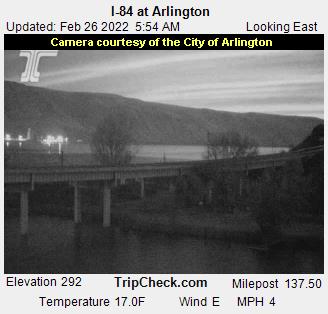 I-84 at Arlington
Updated: Feb 26 2022 5:54 AM Looking East
Camera courtesy of the City of Arlington
Elevation 292 TripCheck.com Milepost 137.50
Temperature 17.0F Wind E MPH 4